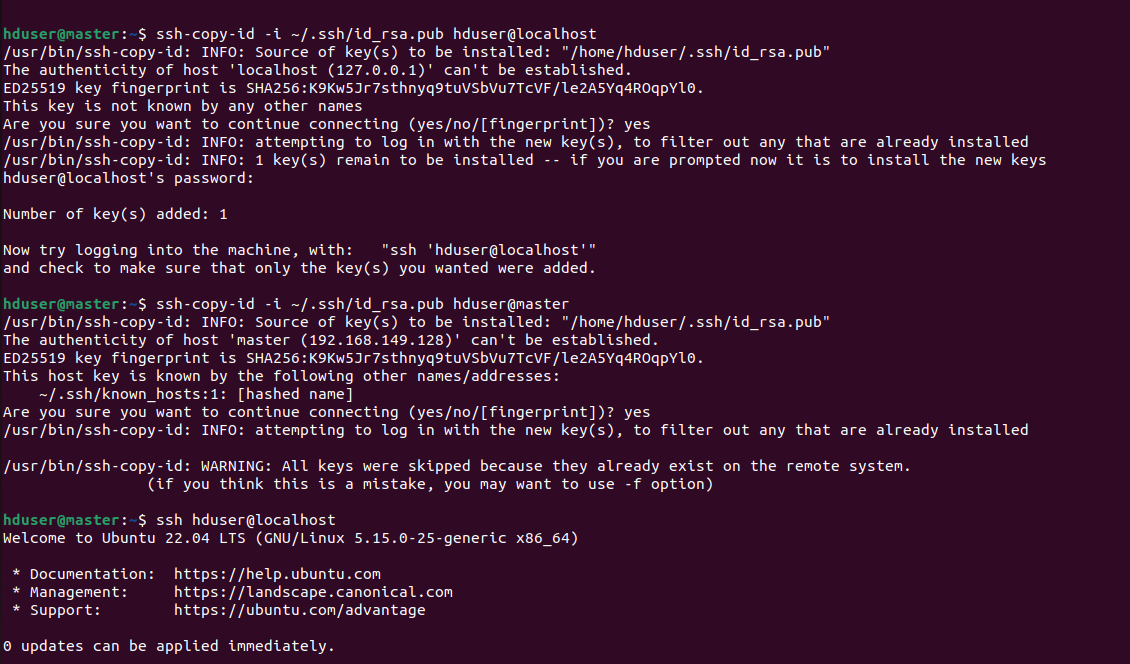 hduser@master:~$ ssh-copy-id -i ~/.ssh/id_rsa.pub hduser@localhost
/usr/bin/ssh-copy-id: INFO: Source of key(s) to be installed: "/home/hduser/.ssh/id_rsa.pub"
The authenticity of host 'localhost (127.0.0.1)' can't be established.
ED25519 key fingerprint is SHA256:K9Kw5Jr7sthnyq9tuVSbVu7TcVF/le2A5Yq4ROqpYl0.
This key is not known by any other names
Are you sure you want to continue connecting (yes/no/[fingerprint])? yes
/usr/bin/ssh-copy-id: INFO: attempting to log in with the new key(s), to filter out any that are already installed
/usr/bin/ssh-copy-id: INFO: 1 key(s) remain to be installed -- if you are prompted now it is to install the new keys
hduser@localhost's password:
Number of key(s) added: 1
Now try logging into the machine, with:   "ssh 'hduser@localhost'"
and check to make sure that only the key(s) you wanted were added.
hduser@master:~$ ssh-copy-id -i ~/.ssh/id_rsa.pub hduser@master
/usr/bin/ssh-copy-id: INFO: Source of key(s) to be installed: "/home/hduser/.ssh/id_rsa.pub"
The authenticity of host 'master (192.168.149.128)' can't be established.
ED25519 key fingerprint is SHA256:K9Kw5Jr7sthnyq9tuVSbVu7TcVF/le2A5Yq4ROqpYl0.
This host key is known by the following other names/addresses:
    ~/.ssh/known_hosts:1: [hashed name]
Are you sure you want to continue connecting (yes/no/[fingerprint])? yes
/usr/bin/ssh-copy-id: INFO: attempting to log in with the new key(s), to filter out any that are already installed
/usr/bin/ssh-copy-id: WARNING: All keys were skipped because they already exist on the remote system.
                (if you think this is a mistake, you may want to use -f option)
hduser@master:~$ ssh hduser@localhost
Welcome to Ubuntu 22.04 LTS (GNU/Linux 5.15.0-25-generic x86_64)
 * Documentation:  https://help.ubuntu.com
 * Management:     https://landscape.canonical.com
 * Support:        https://ubuntu.com/advantage
0 updates can be applied immediately.